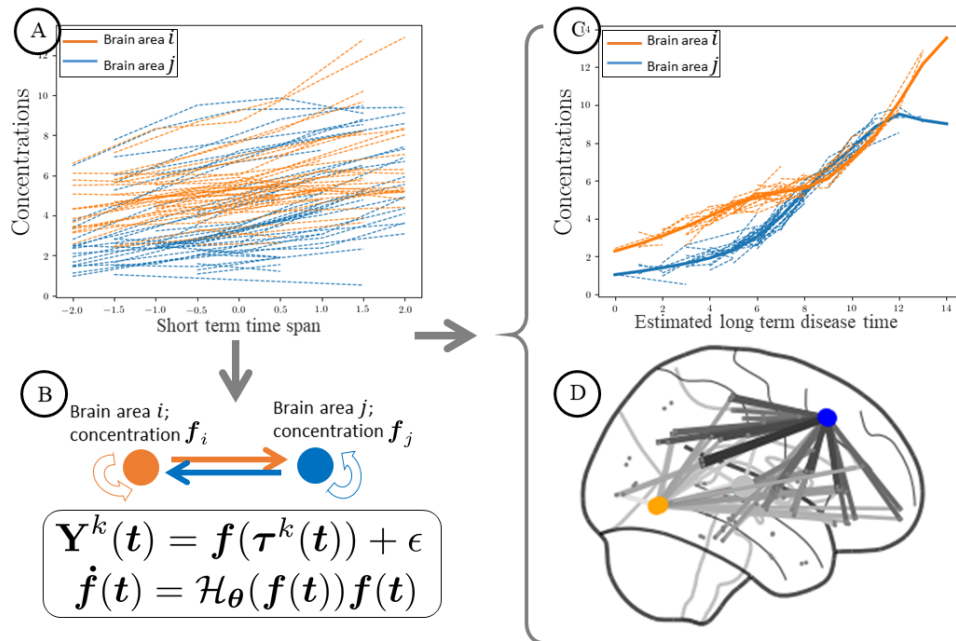 A
Brain area i
Brain area j
Concentrations
12
10
8
6
4
2
0
−2.0 −1.5 −1.0 −0.5 0.0 0.5 1.0 1.5 2.0
Short term time span
B
Brain area i;
concentration f_i
Brain area j;
concentration f_j
Y^k(t) = f(τ^k(t)) + ϵ
ḟ(t) = H_θ(f(t))f(t)
C
14
Brain area i
Brain area j
Concentrations
12
10
8
6
4
2
0
0 2 4 6 8 10 12 14
Estimated long term disease time
D